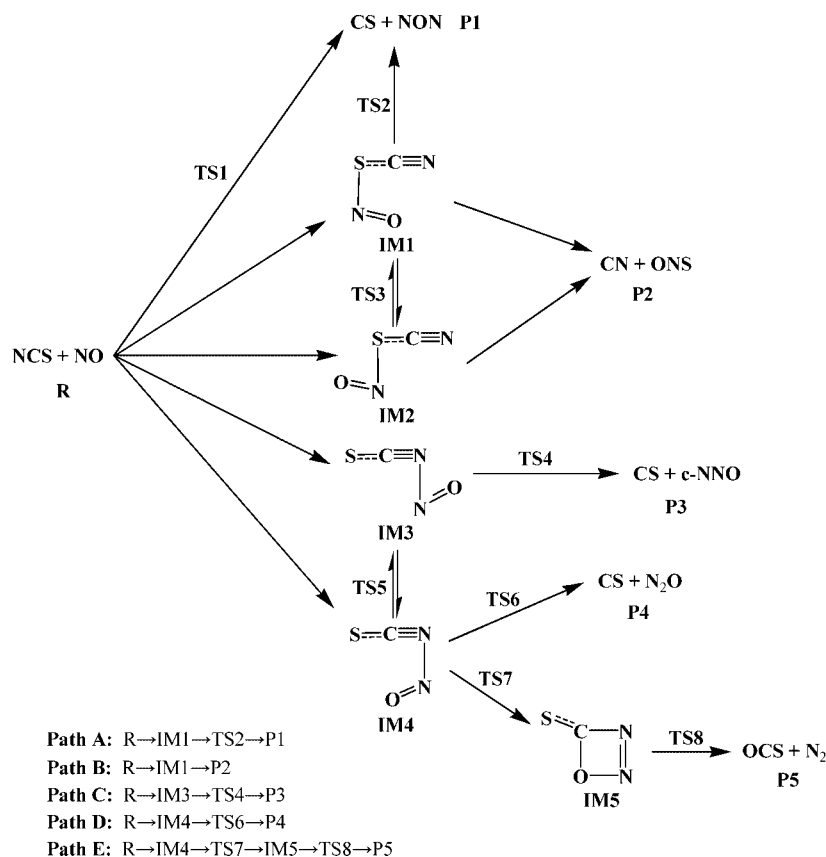 CS + NON P1
TS2
TS1
S C N
N O
IM1
CN + ONS
P2
TS3
NCS + NO
R
S C N
O N
IM2
S C N
O
N
IM3
TS4
CS + c-NNO
P3
TS5
CS + N2O
P4
TS6
S C N
O N
IM4
TS7
S
C N
O N
IM5
TS8
OCS + N2
P5
Path A: R→IM1→TS2→P1
Path B: R→IM1→P2
Path C: R→IM3→TS4→P3
Path D: R→IM4→TS6→P4
Path E: R→IM4→TS7→IM5→TS8→P5